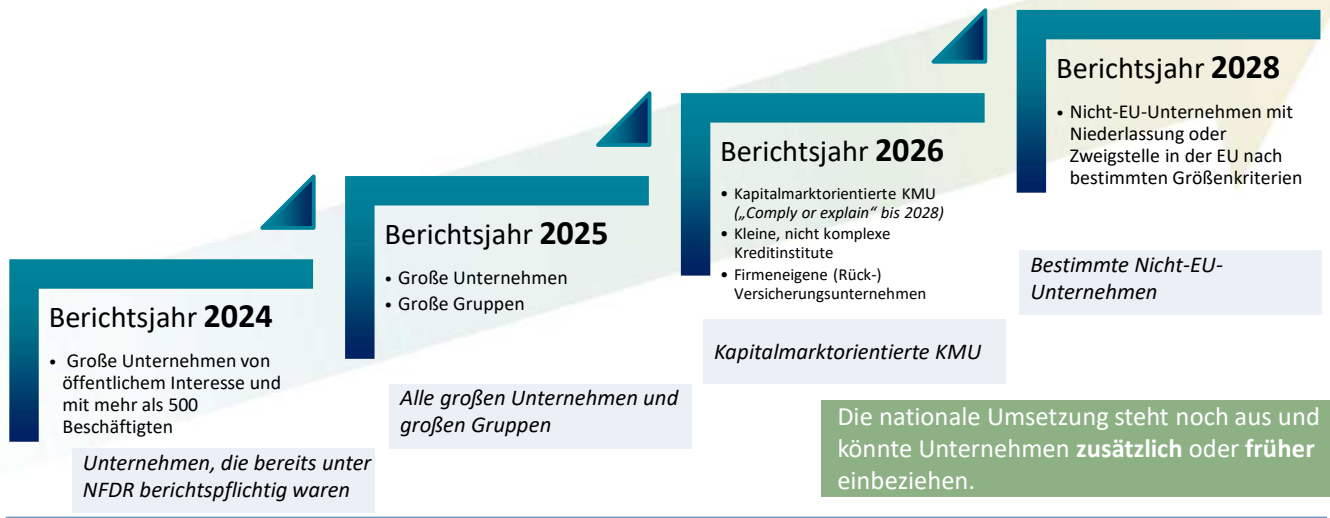 Berichtsjahr 2024
• Große Unternehmen von
öffentlichem Interesse und
mit mehr als 500
Beschäftigten
Unternehmen, die bereits unter
NFDR berichtspflichtig waren
Berichtsjahr 2025
• Große Unternehmen
• Große Gruppen
Alle großen Unternehmen und
großen Gruppen
Berichtsjahr 2026
• Kapitalmarktorientierte KMU
(„Comply or explain“ bis 2028)
• Kleine, nicht komplexe
Kreditinstitute
• Firmeneigene (Rück-)
Versicherungsunternehmen
Kapitalmarktorientierte KMU
Berichtsjahr 2028
• Nicht-EU-Unternehmen mit
Niederlassung oder
Zweigstelle in der EU nach
bestimmten Größenkriterien
Bestimmte Nicht-EU-
Unternehmen
Die nationale Umsetzung steht noch aus und
könnte Unternehmen zusätzlich oder früher
einbeziehen.